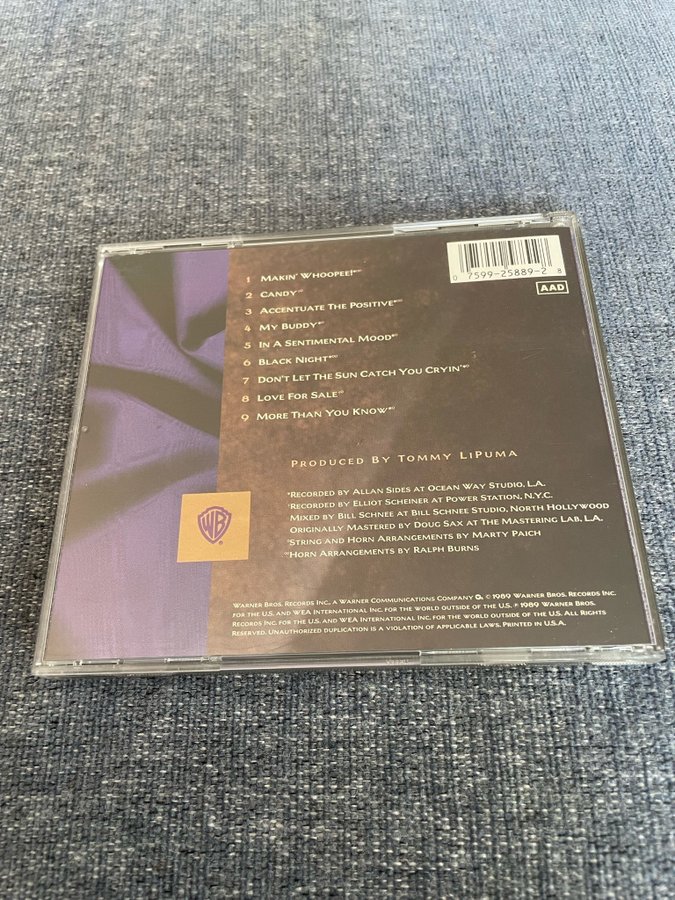 1 Makin' Whoopee!
2 Candy
3 Accentuate The Positive
4 My Buddy
5 In A Sentimental Mood
6 Black Night
7 Don't Let The Sun Catch You Cryin'
8 Love For Sale
9 More Than You Know
0 7599-25889-2 8
AAD
Produced By Tommy LiPuma
Recorded by Allan Sides at Ocean Way Studio, L.A.
Recorded by Elliot Scheiner at Power Station, N.Y.C.
Mixed by Bill Schnee at Bill Schnee Studio, North Hollywood
Originally Mastered by Doug Sax at The Mastering Lab, L.A.
String and Horn Arrangements by Marty Paich
Horn Arrangements by Ralph Burns
WB
Warner Bros. Records Inc., a Warner Communications Company © 1989 Warner Bros. Records Inc.
for the U.S. and WEA International Inc. for the world outside of the U.S. ℗ 1989 Warner Bros.
Records Inc. for the U.S. and WEA International Inc. for the world outside of the U.S. All Rights
Reserved. Unauthorized duplication is a violation of applicable laws. Printed in U.S.A.